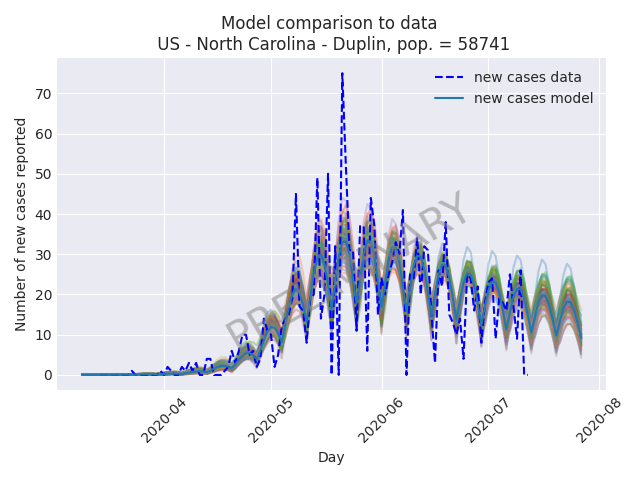 Model comparison to data
US - North Carolina - Duplin, pop. = 58741
new cases data
new cases model
Number of new cases reported
70
60
50
40
30
20
10
0
PRELIMINARY
2020-04
2020-05
2020-06
2020-07
2020-08
Day